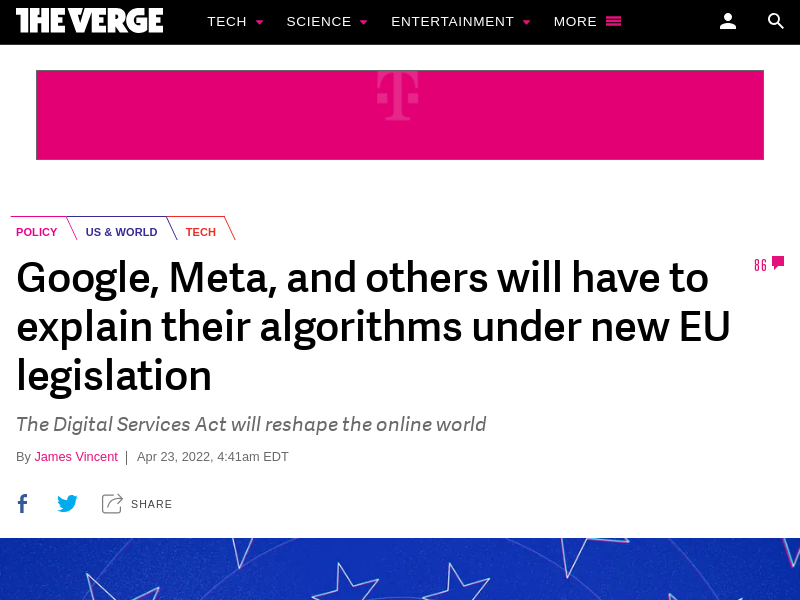 THE VERGE TECH SCIENCE ENTERTAINMENT MORE
T
POLICY US & WORLD TECH
Google, Meta, and others will have to
explain their algorithms under new EU
legislation
86
The Digital Services Act will reshape the online world
By James Vincent | Apr 23, 2022, 4:41am EDT
SHARE